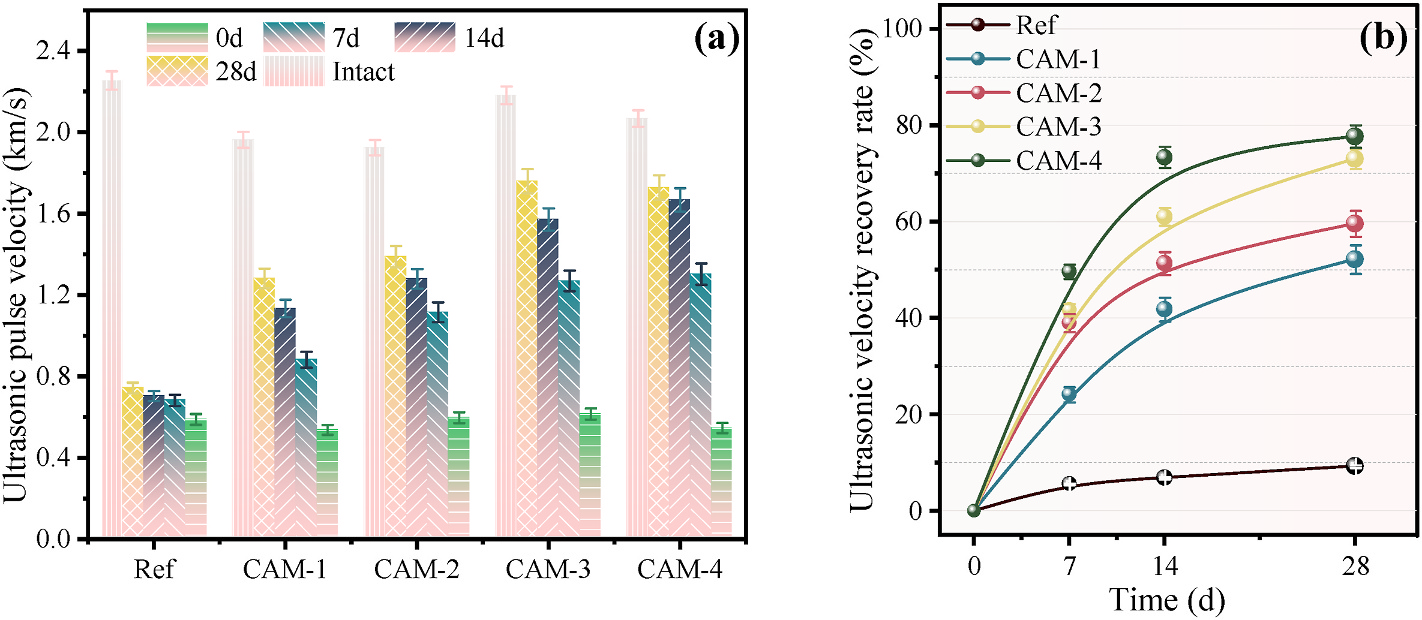 (a)
0d 7d 14d
28d Intact
Ultrasonic pulse velocity (km/s)
2.4
2.0
1.6
1.2
0.8
0.4
0.0
Ref CAM-1 CAM-2 CAM-3 CAM-4
(b)
Ref
CAM-1
CAM-2
CAM-3
CAM-4
Ultrasonic velocity recovery rate (%)
100
80
60
40
20
0
0 7 14 28
Time (d)